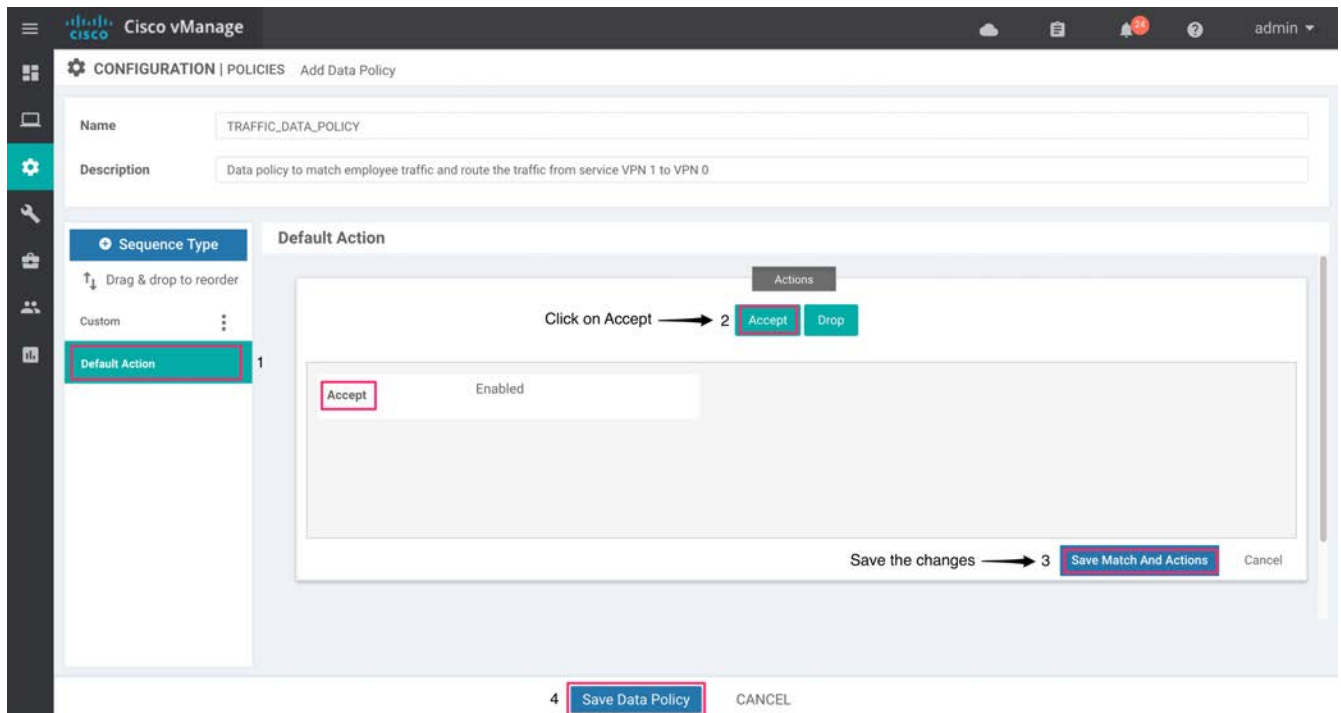 cisco Cisco vManage 24 admin
CONFIGURATION | POLICIES Add Data Policy
Name TRAFFIC_DATA_POLICY
Description Data policy to match employee traffic and route the traffic from service VPN 1 to VPN 0
Sequence Type
Drag & drop to reorder
Custom
Default Action 1
Default Action
Actions
Click on Accept 2 Accept Drop
Accept Enabled
Save the changes 3 Save Match And Actions Cancel
4 Save Data Policy CANCEL